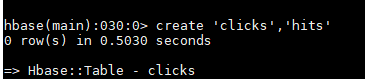 hbase(main):030:0> create 'clicks','hits'
0 row(s) in 0.5030 seconds
=> Hbase::Table - clicks